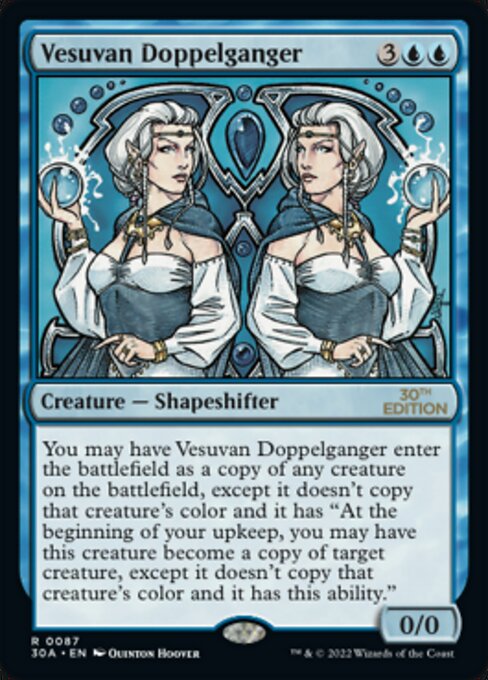 Vesuvan Doppelganger 3
Creature — Shapeshifter
30TH
EDITION
You may have Vesuvan Doppelganger enter
the battlefield as a copy of any creature
on the battlefield, except it doesn't copy
that creature's color and it has “At the
beginning of your upkeep, you may have
this creature become a copy of target
creature, except it doesn't copy that
creature's color and it has this ability.”
0/0
R 0087
30A • EN Quinton Hoover
™ & © 2022 Wizards of the Coast